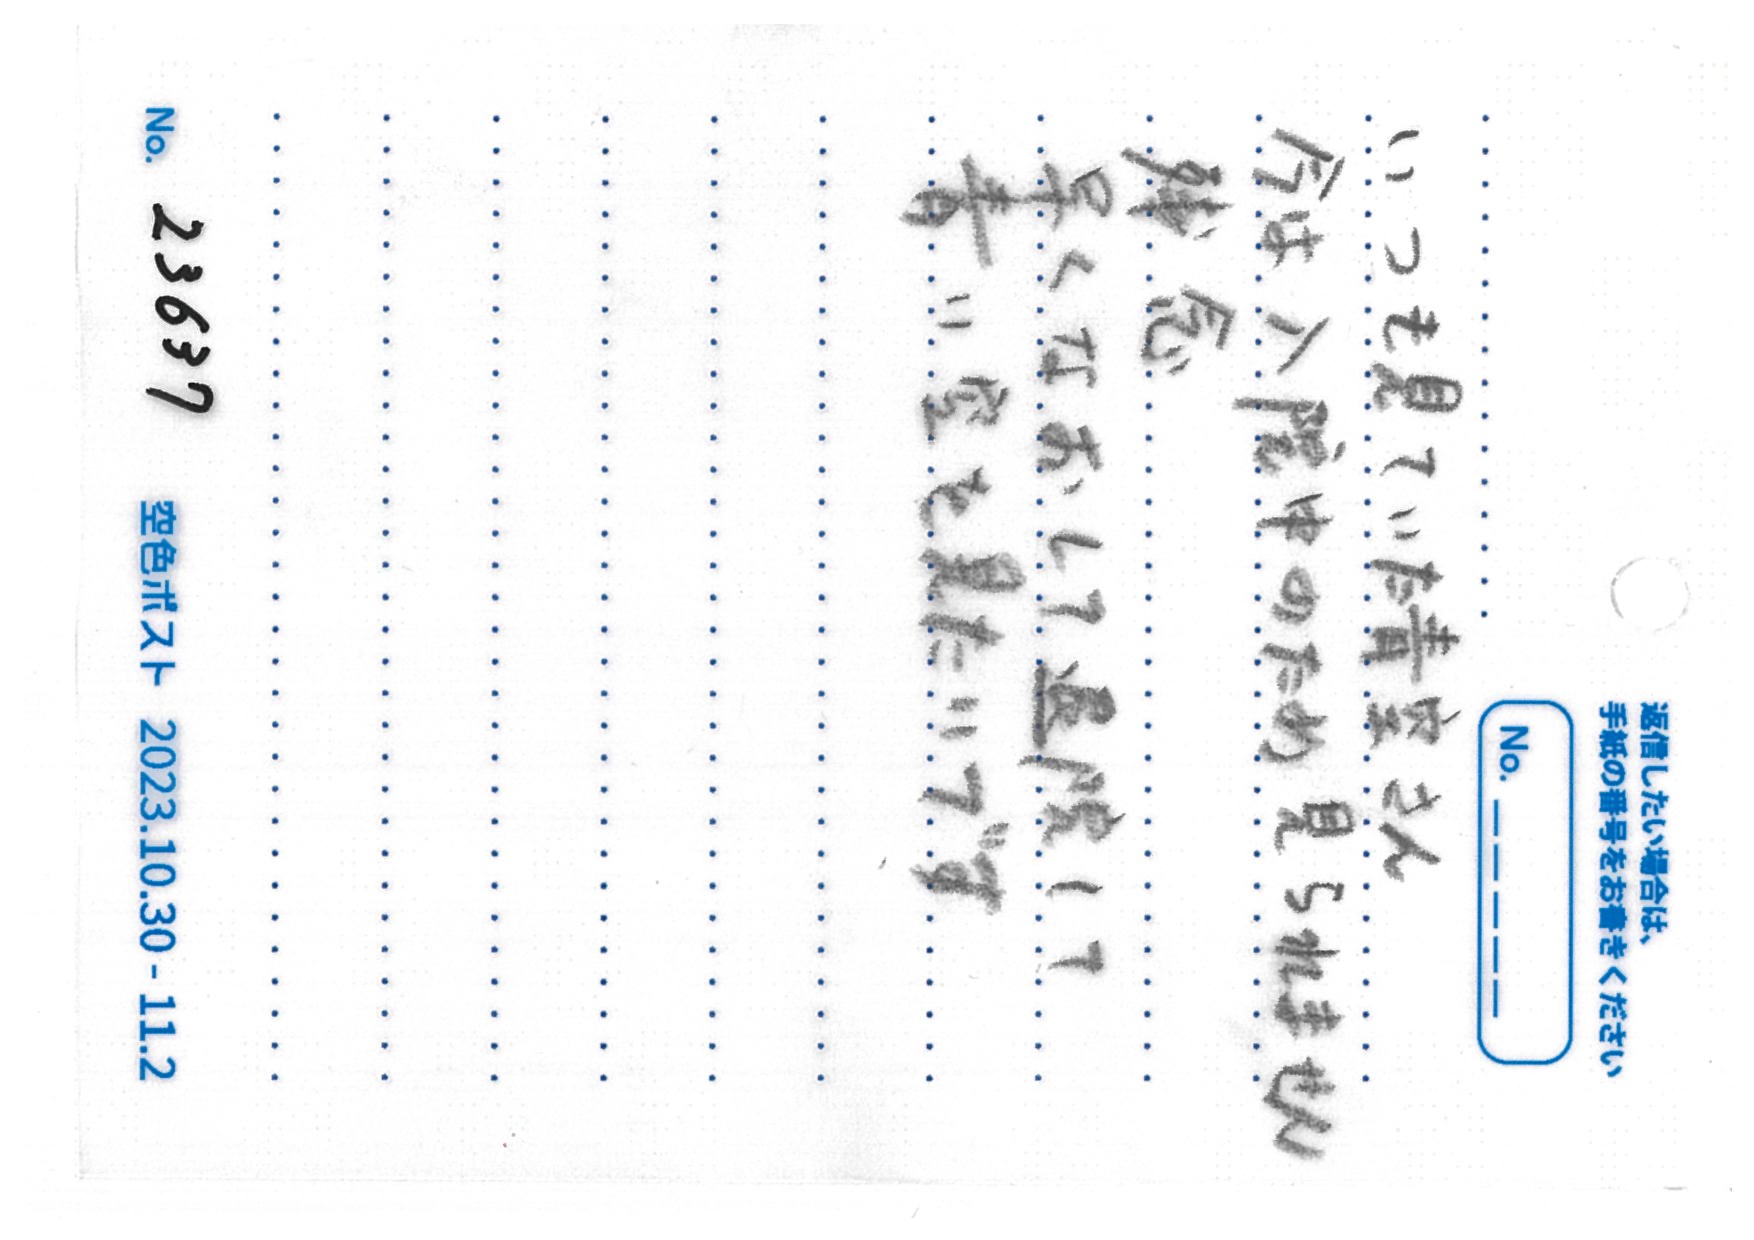 返信したい場合は、
手紙の番号をお書きください
No. _ _ _ _ _
いつも見ていた青空さん
今は入院中のため見られません
残念
早くなおして退院して
青い空を見たいです
No. 23637 空色ポスト 2023.10.30 - 11.2